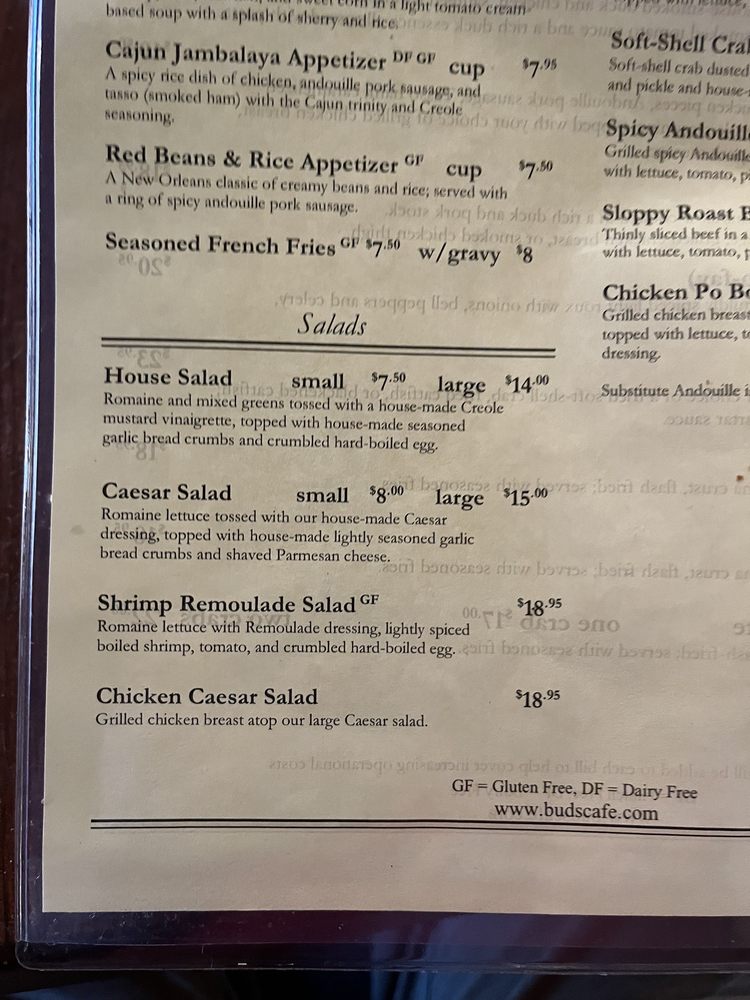 based soup with a splash of sherry and rice.
Cajun Jambalaya Appetizer DF GF cup $7.95
A spicy rice dish of chicken, andouille pork sausage, and
tasso (smoked ham) with the Cajun trinity and Creole
seasoning.
Red Beans & Rice Appetizer GF cup $7.50
A New Orleans classic of creamy beans and rice; served with
a ring of spicy andouille pork sausage.
Seasoned French Fries GF $7.50 w/gravy $8
Salads
House Salad small $7.50 large $14.00
Romaine and mixed greens tossed with a house-made Creole
mustard vinaigrette, topped with house-made seasoned
garlic bread crumbs and crumbled hard-boiled egg.
Caesar Salad small $8.00 large $15.00
Romaine lettuce tossed with our house-made Caesar
dressing, topped with house-made lightly seasoned garlic
bread crumbs and shaved Parmesan cheese.
Shrimp Remoulade Salad GF $18.95
Romaine lettuce with Remoulade dressing, lightly spiced
boiled shrimp, tomato, and crumbled hard-boiled egg.
Chicken Caesar Salad $18.95
Grilled chicken breast atop our large Caesar salad.
GF = Gluten Free, DF = Dairy Free
www.budscafe.com
Soft-Shell
Soft-shell crab dusted
and pickle and house-
Spicy
Grilled spicy
with lettuce, tomato,
Sloppy Roast
Thinly sliced beef in a
with lettuce, tomato,
Chicken Po
Grilled chicken
topped with lettuce,
dressing.
Substitute Andouille